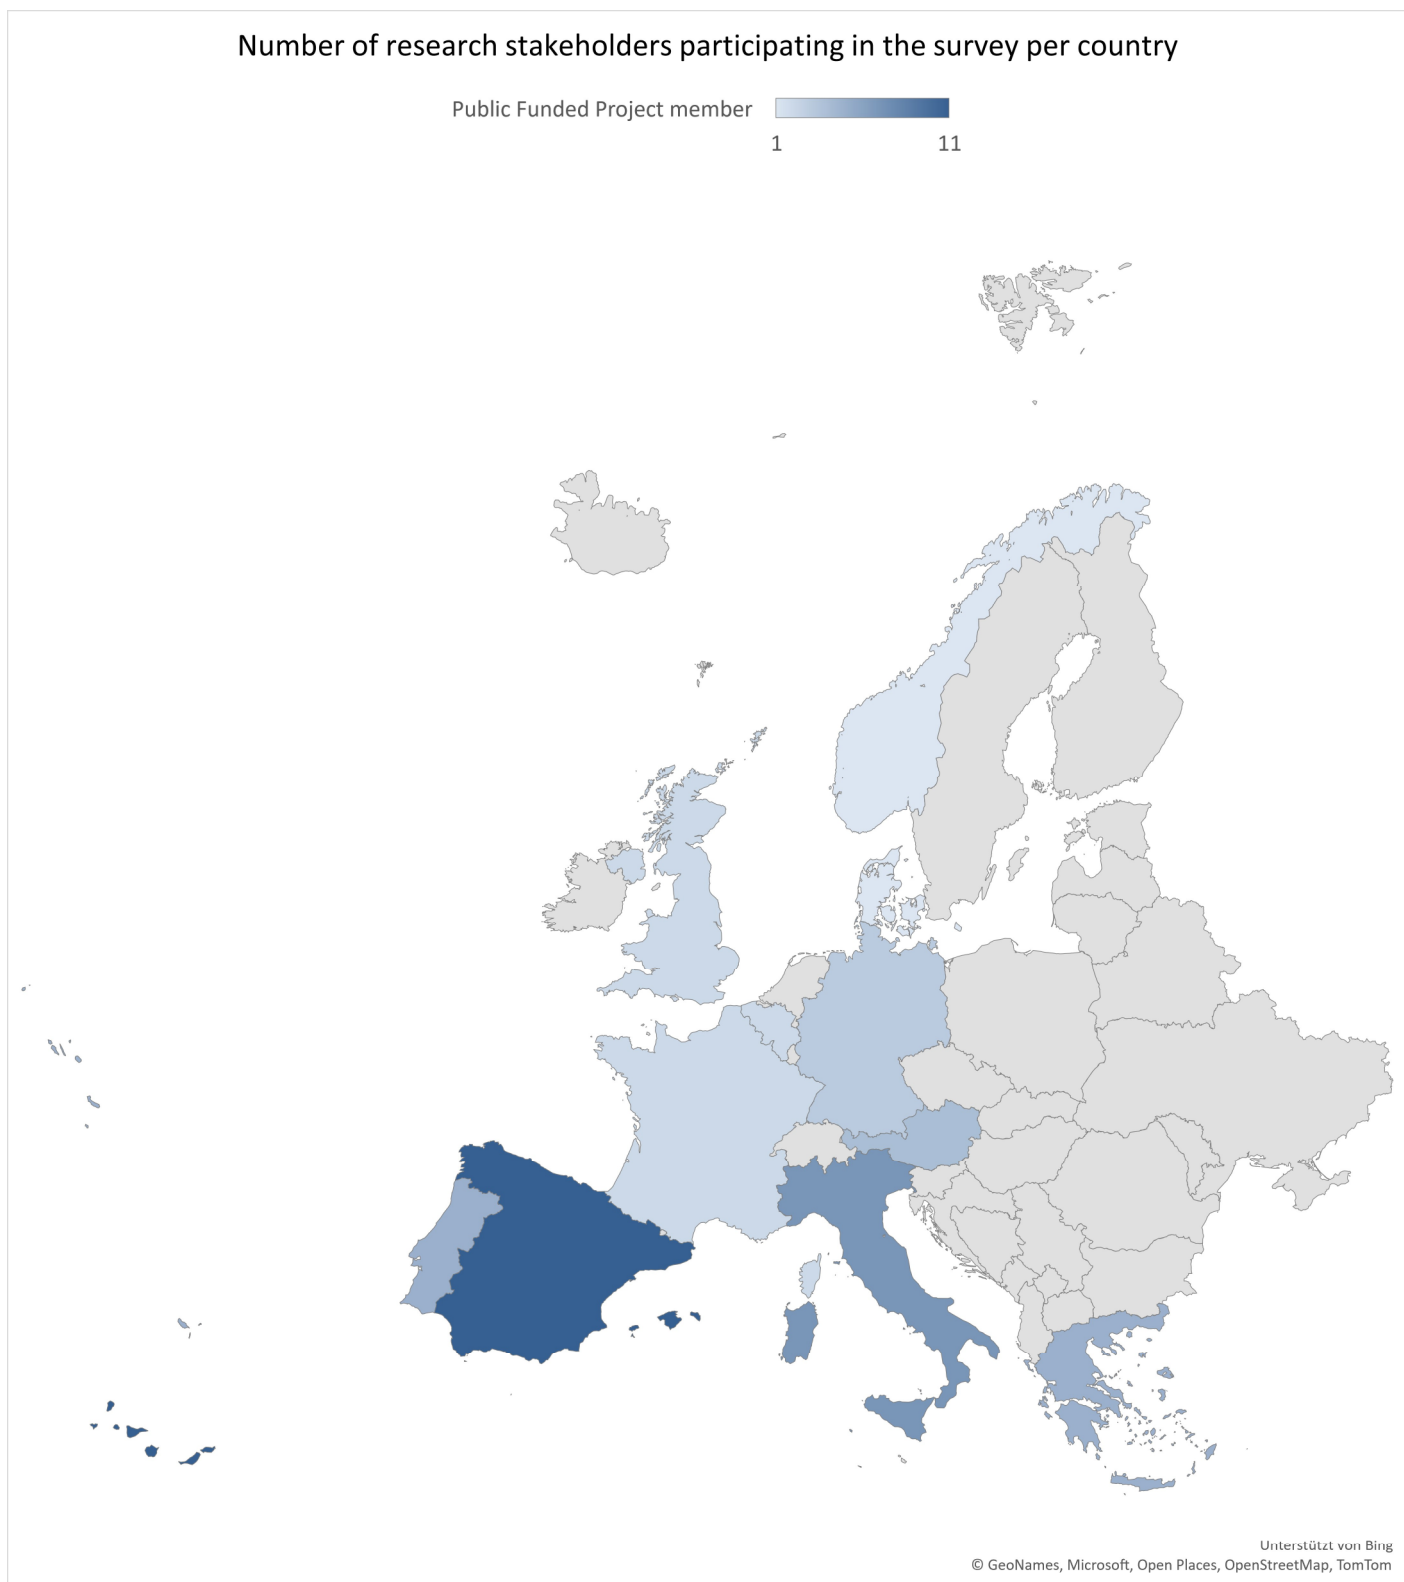 Number of research stakeholders participating in the survey per country
Public Funded Project member
1 11
Unterstützt von Bing
© GeoNames, Microsoft, Open Places, OpenStreetMap, TomTom